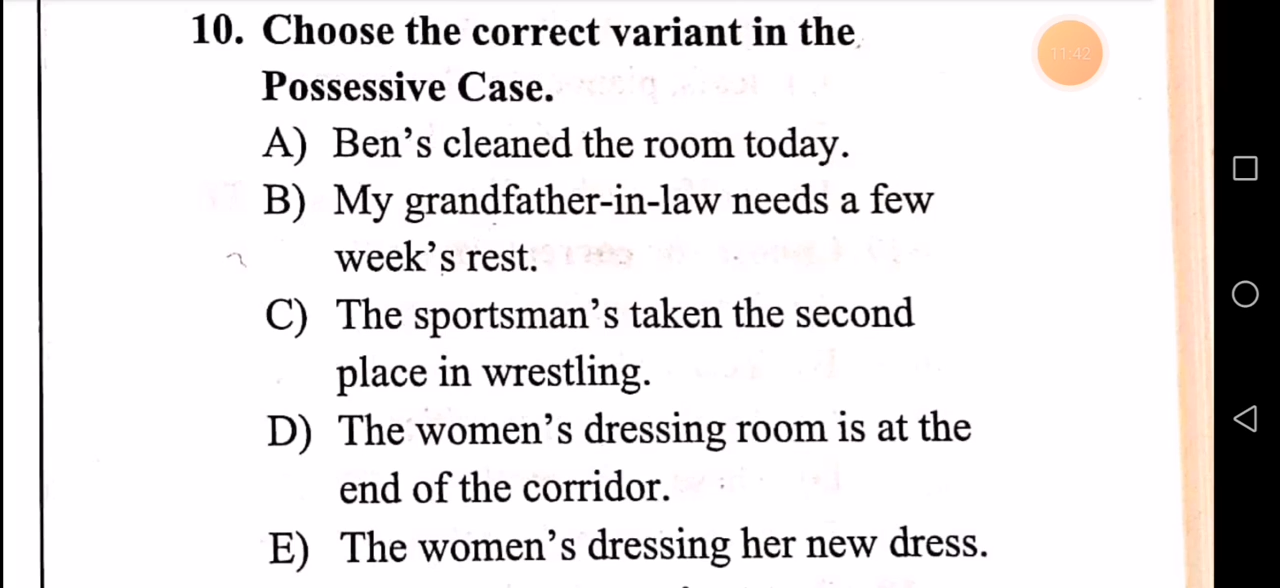 10. Choose the correct variant in the
Possessive Case.
A) Ben’s cleaned the room today.
B) My grandfather-in-law needs a few
week’s rest.
C) The sportsman’s taken the second
place in wrestling.
D) The women’s dressing room is at the
end of the corridor.
E) The women’s dressing her new dress.
11:42